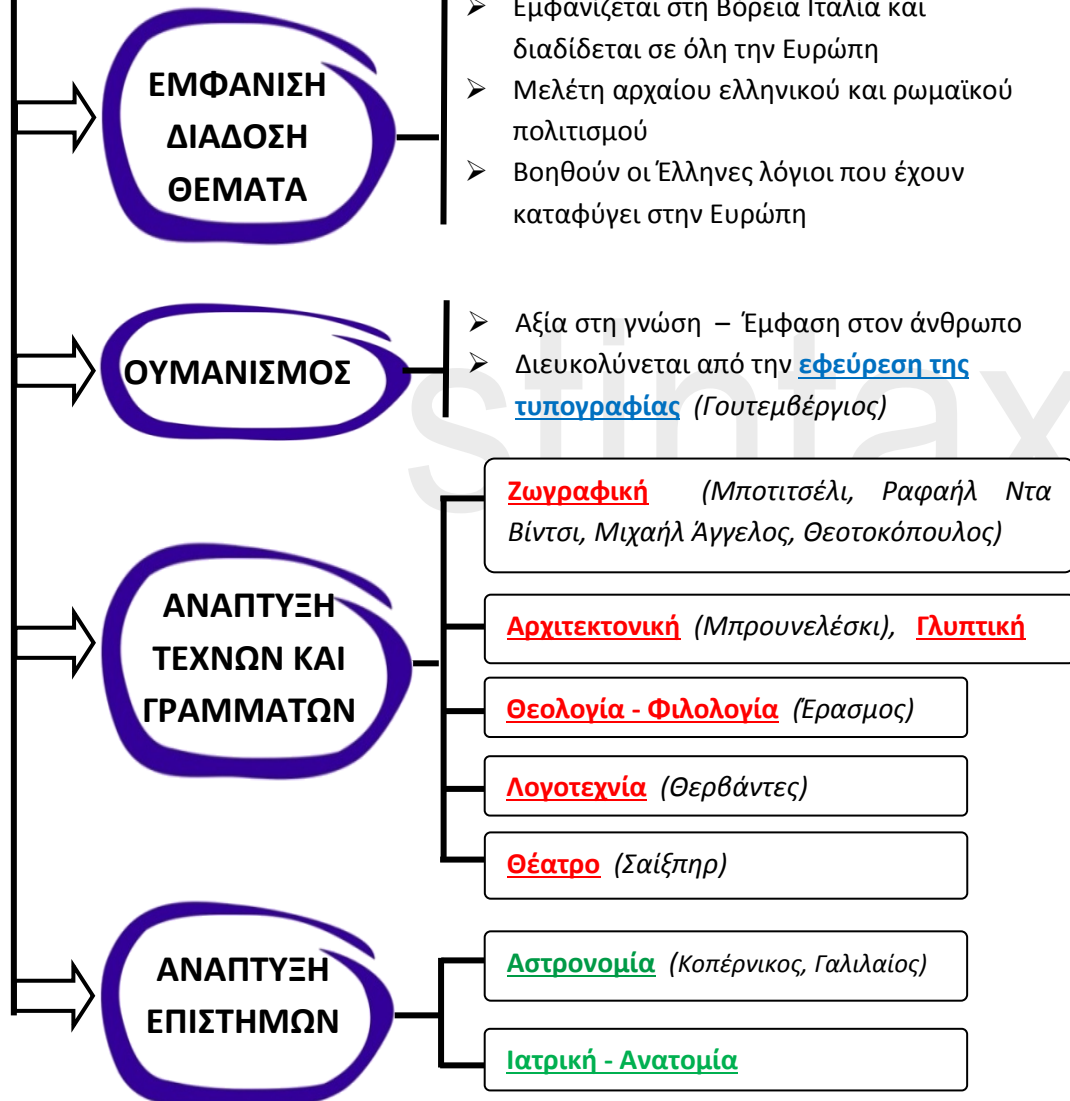 ΕΜΦΑΝΙΣΗ
ΔΙΑΔΟΣΗ
ΘΕΜΑΤΑ
➢ Εμφανίζεται στη Βόρεια Ιταλία και
διαδίδεται σε όλη την Ευρώπη
➢ Μελέτη αρχαίου ελληνικού και ρωμαϊκού
πολιτισμού
➢ Βοηθούν οι Έλληνες λόγιοι που έχουν
καταφύγει στην Ευρώπη
ΟΥΜΑΝΙΣΜΟΣ
➢ Αξία στη γνώση – Έμφαση στον άνθρωπο
➢ Διευκολύνεται από την εφεύρεση της
τυπογραφίας (Γουτεμβέργιος)
stintax
ΑΝΑΠΤΥΞΗ
ΤΕΧΝΩΝ ΚΑΙ
ΓΡΑΜΜΑΤΩΝ
Ζωγραφική (Μποτιτσέλι, Ραφαήλ Ντα
Βίντσι, Μιχαήλ Άγγελος, Θεοτοκόπουλος)
Αρχιτεκτονική (Μπρουνελέσκι), Γλυπτική
Θεολογία - Φιλολογία (Έρασμος)
Λογοτεχνία (Θερβάντες)
Θέατρο (Σαίξπηρ)
ΑΝΑΠΤΥΞΗ
ΕΠΙΣΤΗΜΩΝ
Αστρονομία (Κοπέρνικος, Γαλιλαίος)
Ιατρική - Ανατομία